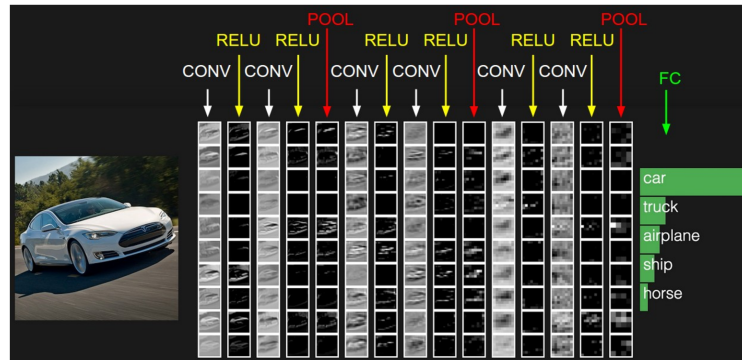 POOL POOL POOL
RELU RELU RELU RELU RELU RELU
CONV CONV CONV CONV CONV CONV
FC
car
truck
airplane
ship
horse